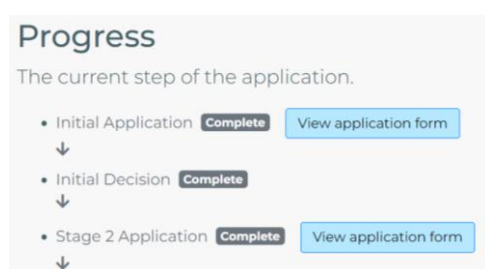 Progress
The current step of the application.
• Initial Application Complete View application form
↓
• Initial Decision Complete
↓
• Stage 2 Application Complete View application form
↓